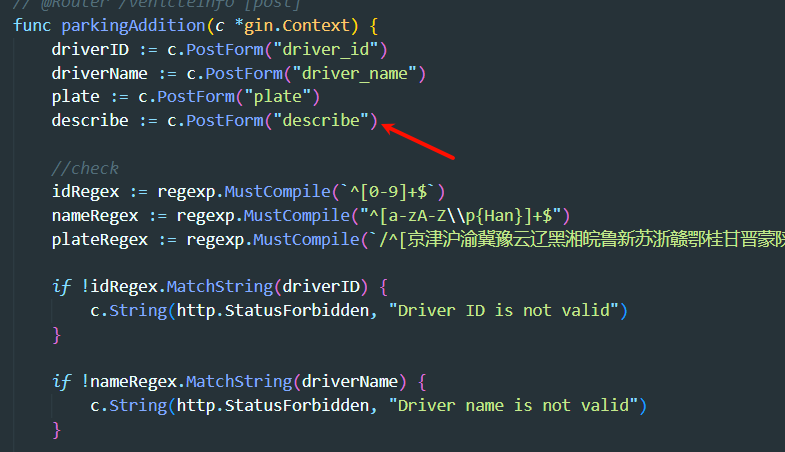 // @Router /vehicleInfo [post]
func parkingAddition(c *gin.Context) {
driverID := c.PostForm("driver_id")
driverName := c.PostForm("driver_name")
plate := c.PostForm("plate")
describe := c.PostForm("describe")
//check
idRegex := regexp.MustCompile(`^[0-9]+$`)
nameRegex := regexp.MustCompile("^[a-zA-Z\\p{Han}]+$")
plateRegex := regexp.MustCompile(`/^[京津沪渝冀豫云辽黑湘皖鲁新苏浙赣鄂桂甘晋蒙陕
if !idRegex.MatchString(driverID) {
c.String(http.StatusForbidden, "Driver ID is not valid")
}
if !nameRegex.MatchString(driverName) {
c.String(http.StatusForbidden, "Driver name is not valid")
}